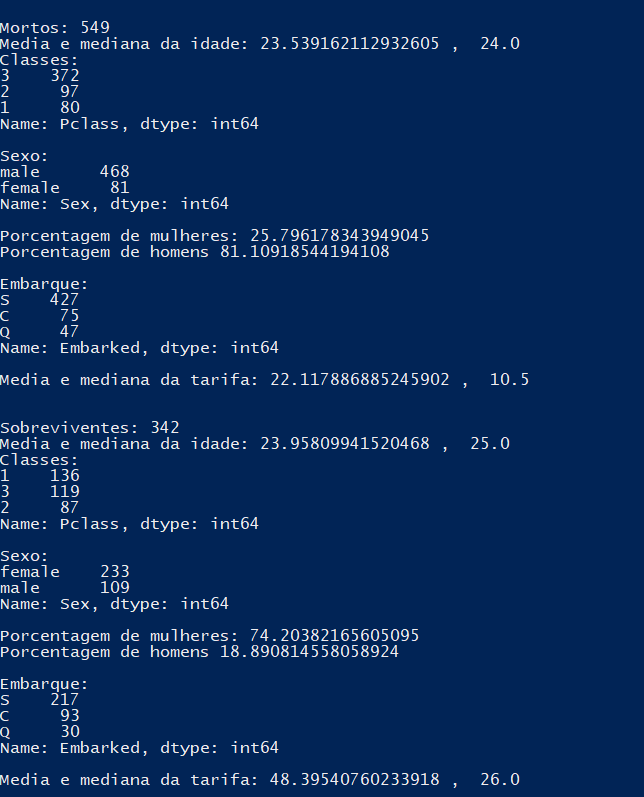 Mortos: 549
Media e mediana da idade: 23.539162112932605 ,  24.0
Classes:
3    372
2     97
1     80
Name: Pclass, dtype: int64
Sexo:
male      468
female     81
Name: Sex, dtype: int64
Porcentagem de mulheres: 25.796178343949045
Porcentagem de homens 81.10918544194108
Embarque:
S    427
C     75
Q     47
Name: Embarked, dtype: int64
Media e mediana da tarifa: 22.117886885245902 ,  10.5
Sobreviventes: 342
Media e mediana da idade: 23.95809941520468 ,  25.0
Classes:
1    136
3    119
2     87
Name: Pclass, dtype: int64
Sexo:
female    233
male      109
Name: Sex, dtype: int64
Porcentagem de mulheres: 74.20382165605095
Porcentagem de homens 18.890814558058924
Embarque:
S    217
C     93
Q     30
Name: Embarked, dtype: int64
Media e mediana da tarifa: 48.39540760233918 ,  26.0